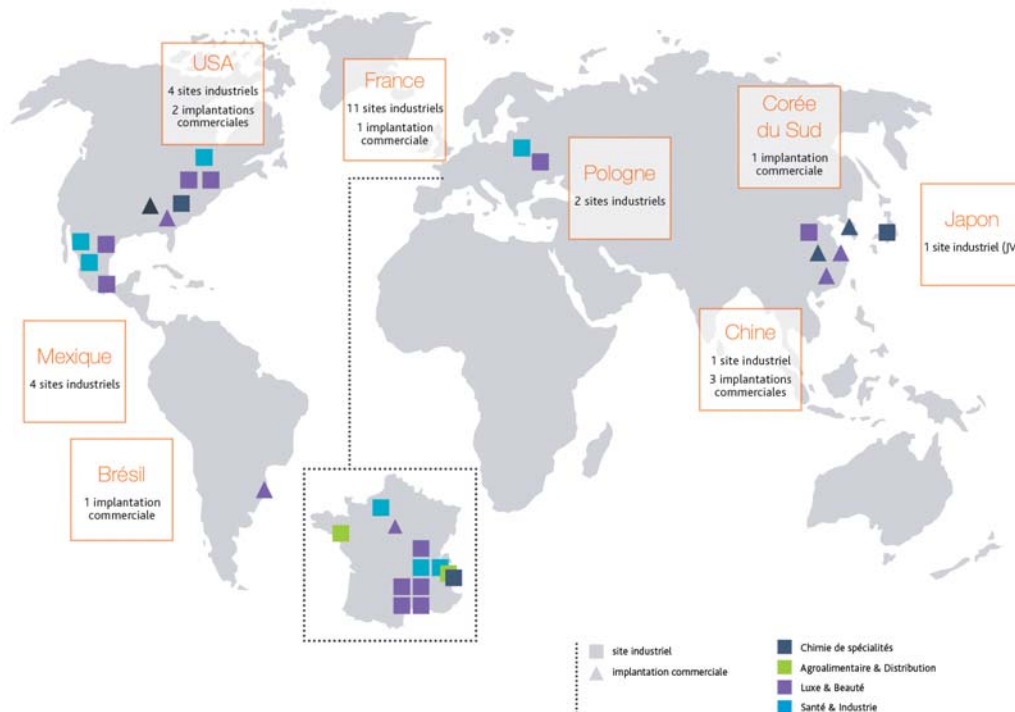 USA
4 sites industriels
2 implantations
commerciales
France
11 sites industriels
1 implantation
commerciale
Pologne
2 sites industriels
Corée
du Sud
1 implantation
commerciale
Japon
1 site industriel (JV
Chine
1 site industriel
3 implantations
commerciales
Mexique
4 sites industriels
Brésil
1 implantation
commerciale
site industriel
implantation commerciale
Chimie de spécialités
Agroalimentaire & Distribution
Luxe & Beauté
Santé & Industrie